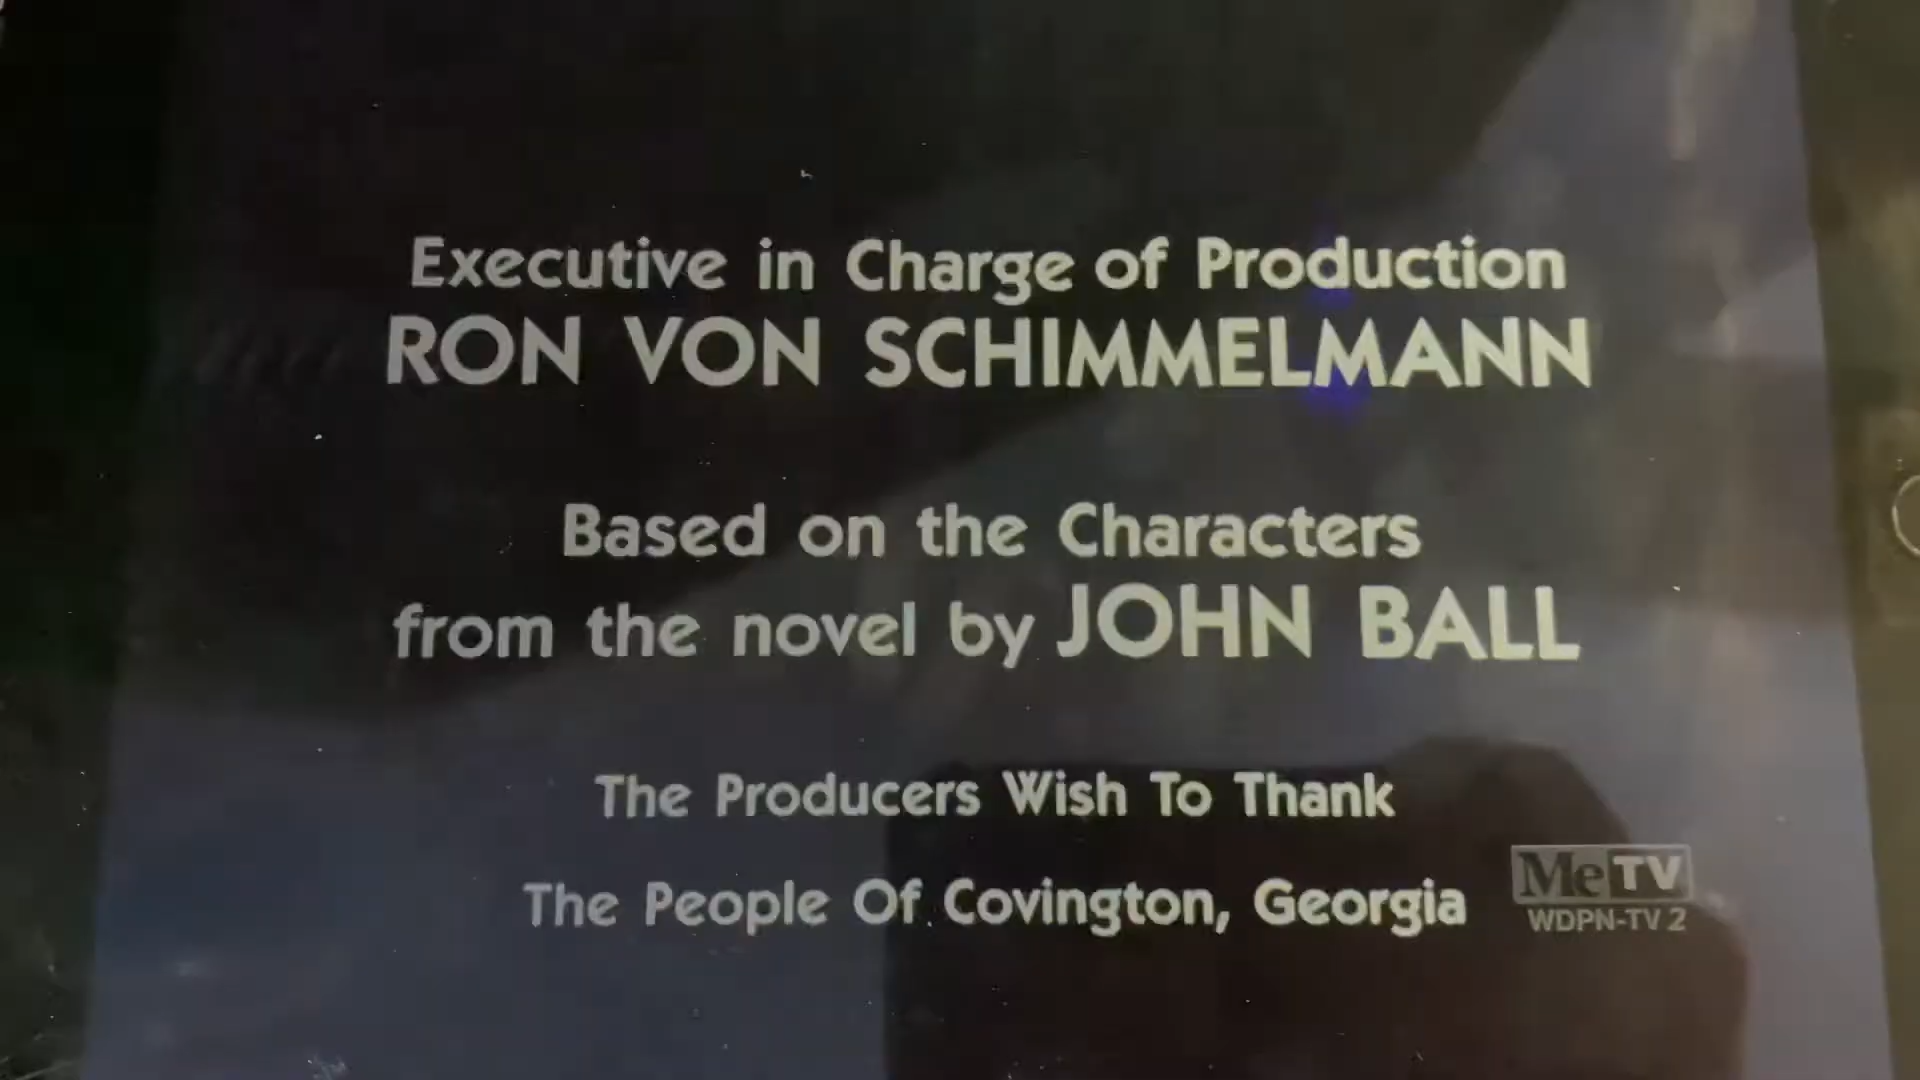 Executive in Charge of Production
RON VON SCHIMMELMANN
Based on the Characters
from the novel by JOHN BALL
The Producers Wish To Thank
The People Of Covington, Georgia
MeTV
WDPN-TV 2